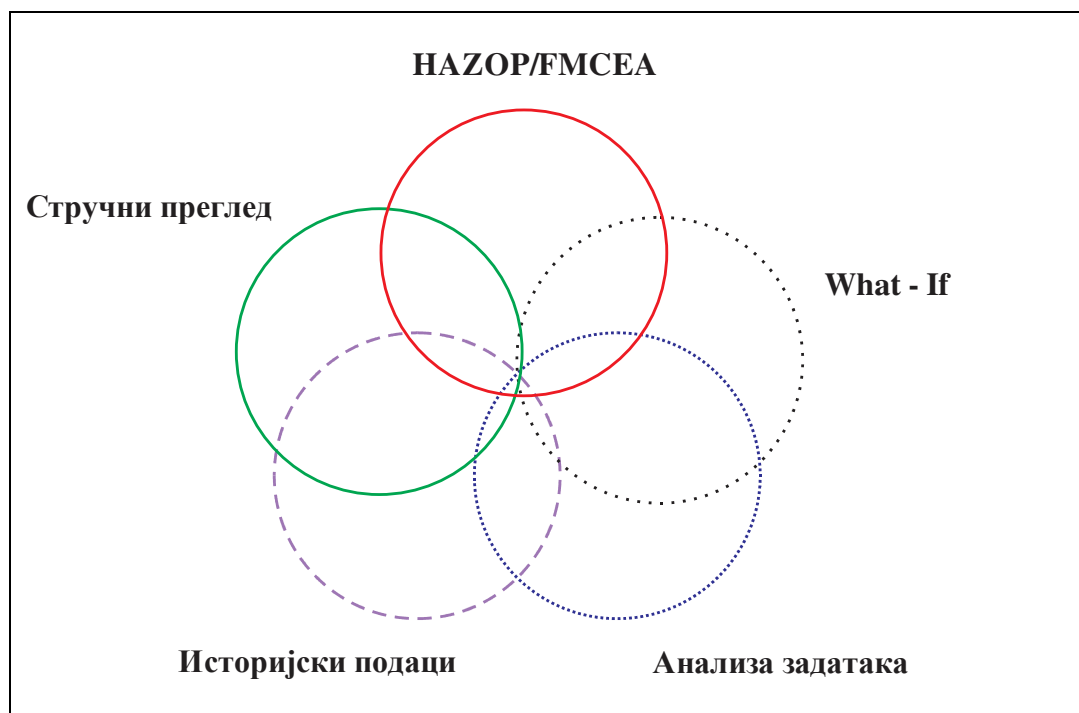 HAZOP/FMCEA
Стручни преглед
What - If
Историјски подаци
Анализа задатака